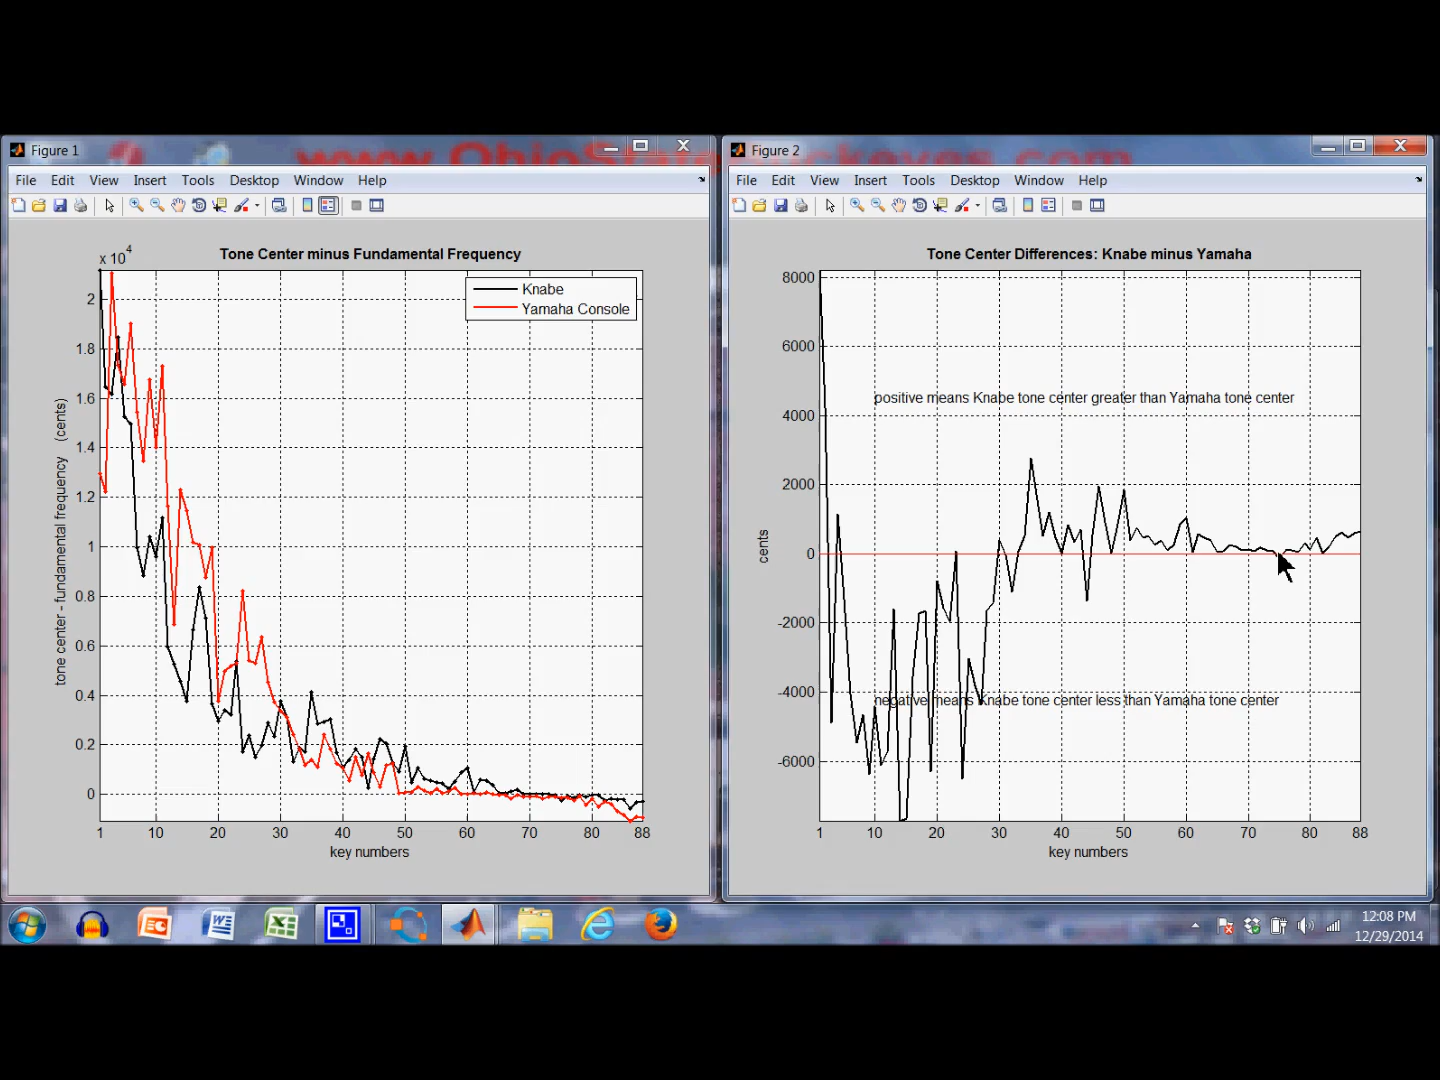 www.OhioStateBuckeyes.com
Figure 1
File Edit View Insert Tools Desktop Window Help
x 10^4
Tone Center minus Fundamental Frequency
Knabe
Yamaha Console
2
1.8
1.6
1.4
1.2
1
0.8
0.6
0.4
0.2
0
tone center - fundamental frequency (cents)
1 10 20 30 40 50 60 70 80 88
key numbers
Figure 2
File Edit View Insert Tools Desktop Window Help
Tone Center Differences: Knabe minus Yamaha
8000
6000
positive means Knabe tone center greater than Yamaha tone center
4000
2000
0
-2000
-4000
negative means Knabe tone center less than Yamaha tone center
-6000
cents
1 10 20 30 40 50 60 70 80 88
key numbers
12:08 PM
12/29/2014